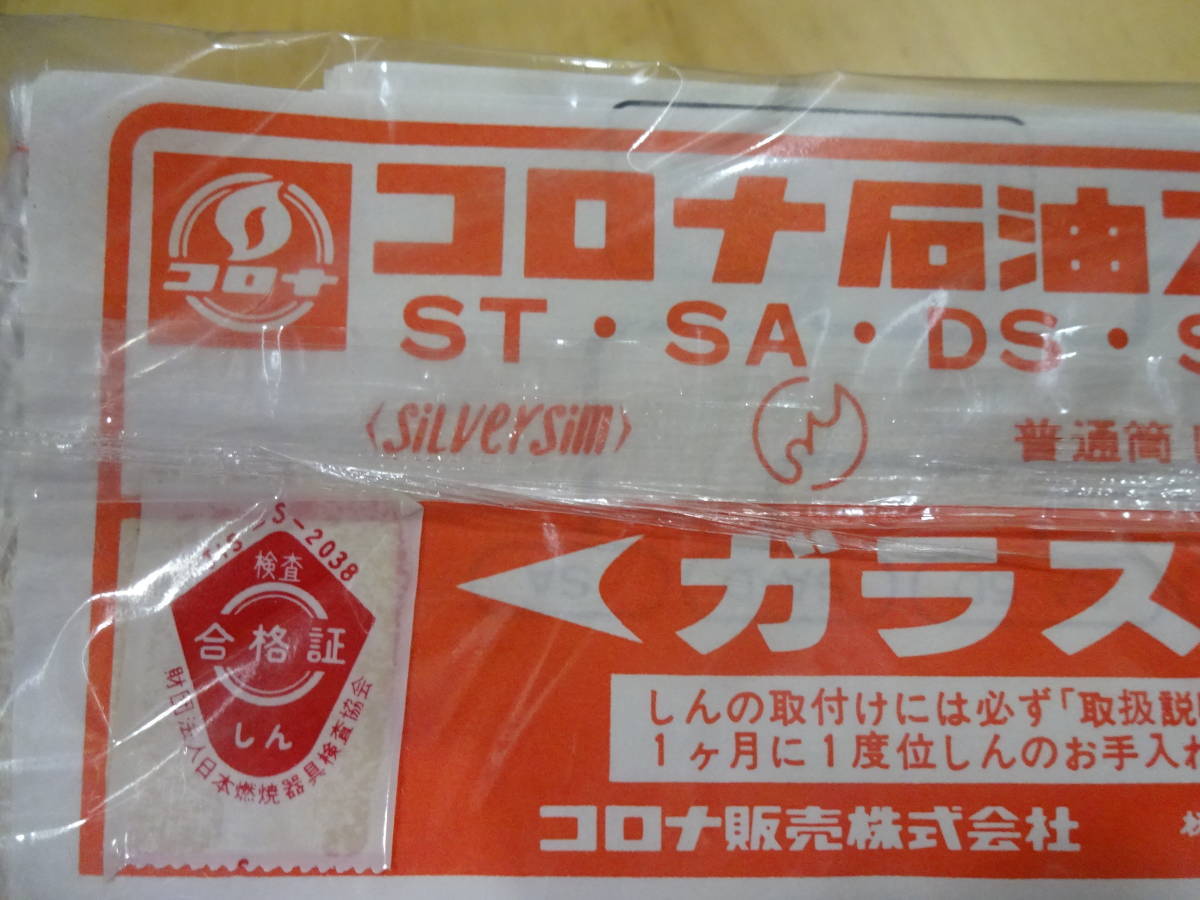 コロナ
コロナ石油
ST・SA・DS・S
〈SiLVerSim〉
普通筒
S-2038
検査
合格証
しん
財団法人日本燃焼器具検査協会
ガラス
しんの取付けには必ず「取扱説
1ヶ月に1度位しんのお手入れ
コロナ販売株式会社